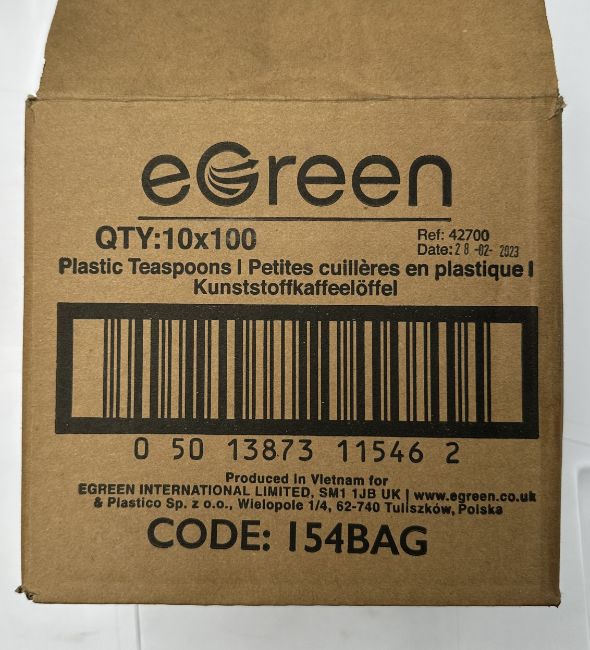 eGreen
QTY:10x100
Ref: 42700
Date: 28 -02- 2023
Plastic Teaspoons | Petites cuillères en plastique |
Kunststoffkaffeelöffel
0 50 13873 11546 2
Produced in Vietnam for
EGREEN INTERNATIONAL LIMITED, SM1 1JB UK | www.egreen.co.uk
& Plastico Sp. z o.o., Wielopole 1/4, 62-740 Tuliszków, Polska
CODE: 154BAG